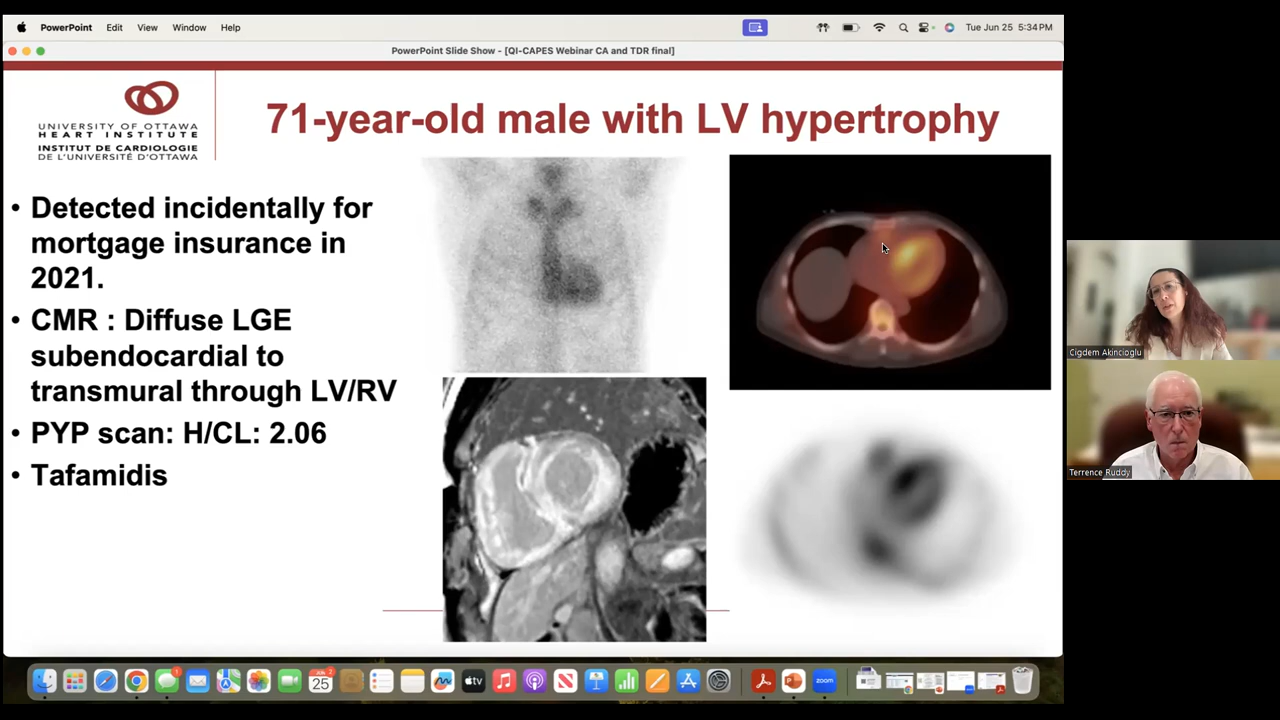 PowerPoint Edit View Window Help
Tue Jun 25 5:34 PM
PowerPoint Slide Show - [QI-CAPES Webinar CA and TDR final]
UNIVERSITY OF OTTAWA
HEART INSTITUTE
INSTITUT DE CARDIOLOGIE
DE L'UNIVERSITÉ D'OTTAWA
71-year-old male with LV hypertrophy
• Detected incidentally for
mortgage insurance in
2021.
• CMR : Diffuse LGE
subendocardial to
transmural through LV/RV
• PYP scan: H/CL: 2.06
• Tafamidis
Cigdem Akincioglu
Terrence Ruddy
JUN
25
tv
zoom